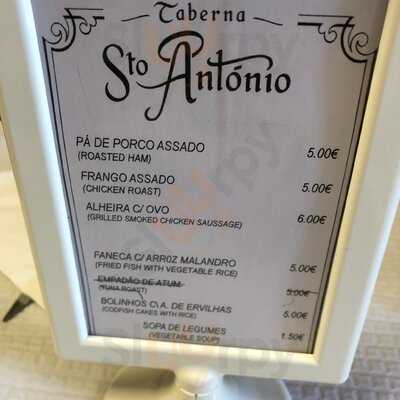 Taberna
Sto António
PÁ DE PORCO ASSADO 5.00€
(ROASTED HAM)
FRANGO ASSADO 5.00€
(CHICKEN ROAST)
ALHEIRA C/ OVO 6.00€
(GRILLED SMOKED CHICKEN SAUSSAGE)
FANECA C/ ARROZ MALANDRO 5.00€
(FRIED FISH WITH VEGETABLE RICE)
EMPADÃO DE ATUM 5.00€
(TUNA ROAST)
BOLINHOS C\A. DE ERVILHAS 5.00€
(CODFISH CAKES WITH RICE)
SOPA DE LEGUMES 1.50€
(VEGETABLE SOUP)